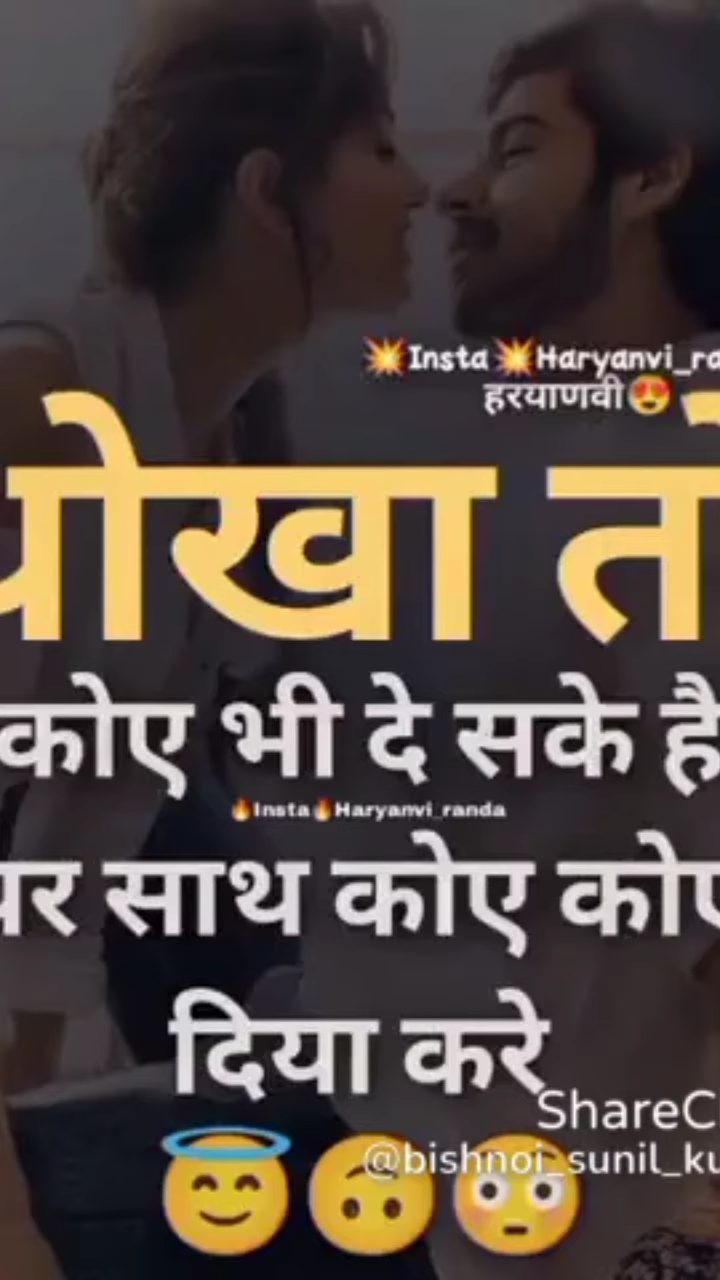 💥Insta💥Haryanvi_ra
हरयाणवी😍
धोखा तो
कोए भी दे सके है
🔥Insta🔥Haryanvi_randa
पर साथ कोए कोए
दिया करे
ShareC
@bishnoi_sunil_ku
😇🙃😳